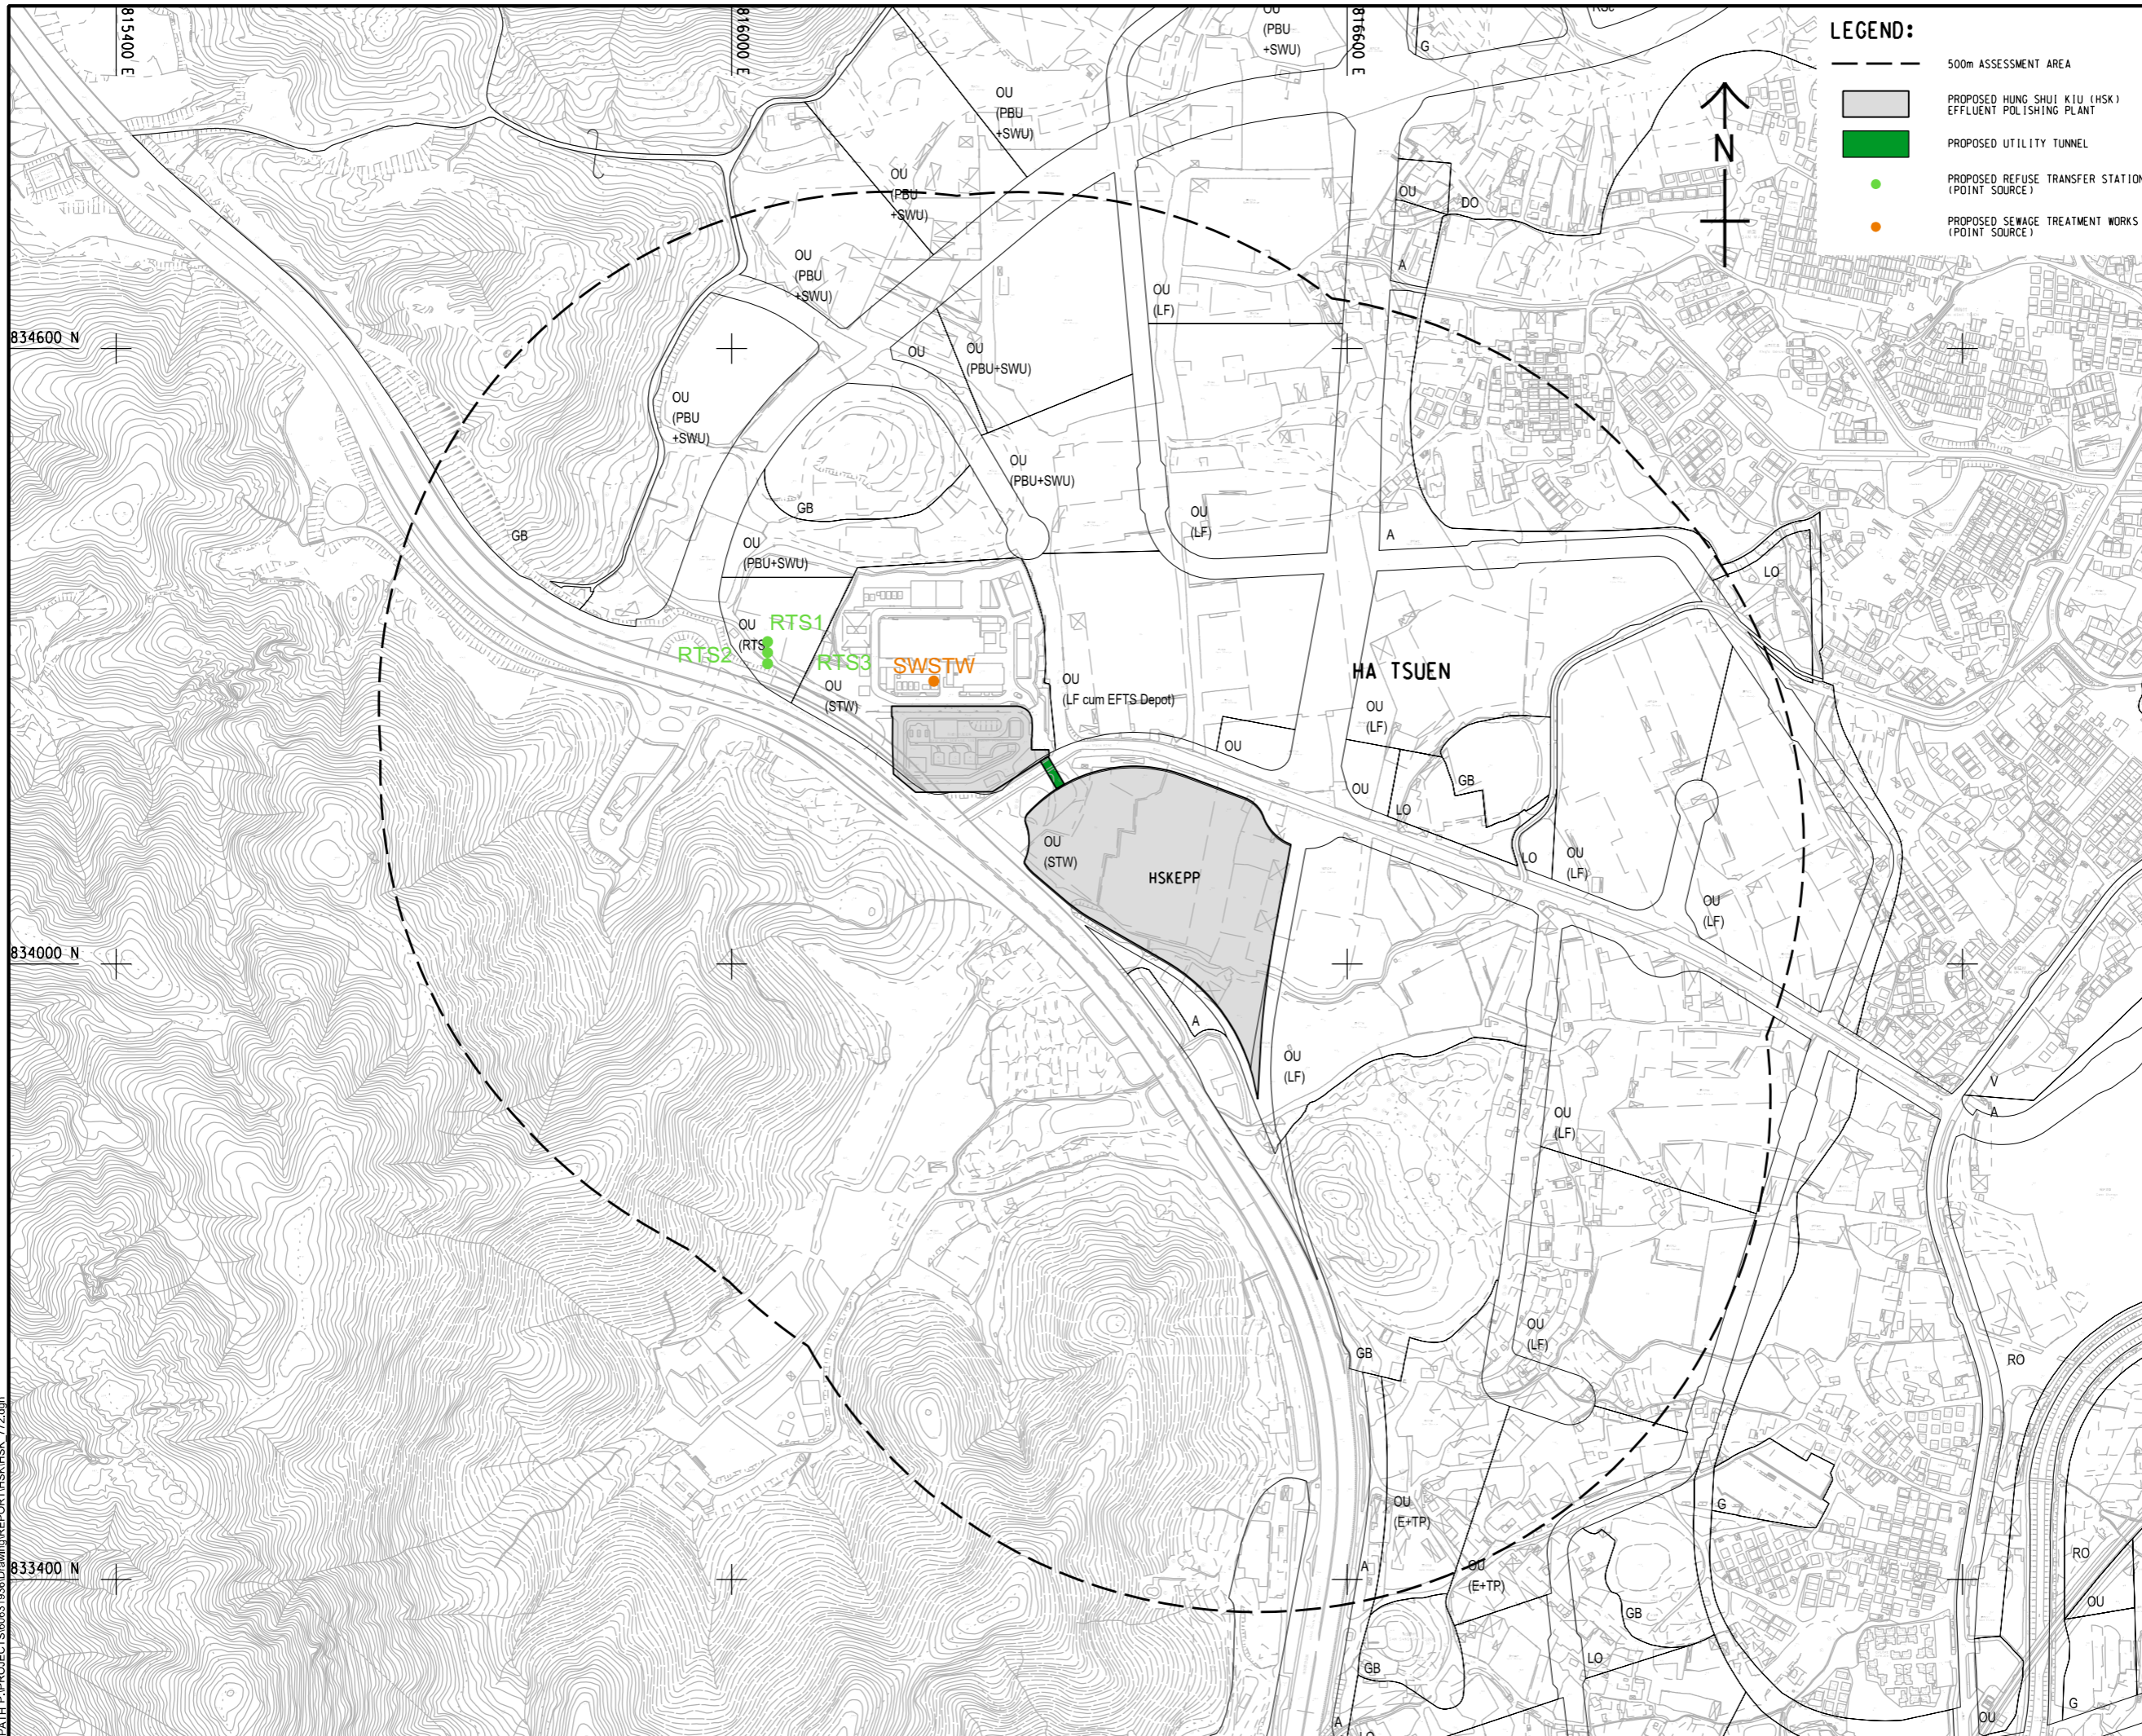 LEGEND:
500m ASSESSMENT AREA
PROPOSED HUNG SHUI KIU (HSK)
EFFLUENT POLISHING PLANT
PROPOSED UTILITY TUNNEL
PROPOSED REFUSE TRANSFER STATION
(POINT SOURCE)
PROPOSED SEWAGE TREATMENT WORKS
(POINT SOURCE)
N
815400 E
816000 E
816600 E
834600 N
834000 N
833400 N
OU
(PBU
+SWU)
G
OU
(PBU
+SWU)
OU
(PBU
+SWU)
OU
DO
A
OU
(PBU
+SWU)
OU
(LF)
OU
OU
(PBU+SWU)
OU
(PBU
+SWU)
OU
(PBU+SWU)
GB
OU
(LF)
GB
A
OU
(PBU+SWU)
LO
OU
(RTS
RTS1
RTS2
RTS3
SWSTW
OU
(STW)
OU
(LF cum EFTS Depot)
HA TSUEN
OU
(LF)
OU
GB
OU
LO
OU
(STW)
HSKEPP
LO
OU
(LF)
OU
(LF)
A
OU
(LF)
V
A
OU
(LF)
OU
(LF)
GB
RO
OU
(E+TP)
G
A
OU
(E+TP)
RO
GB
OU
LO
GB
G
OU
A